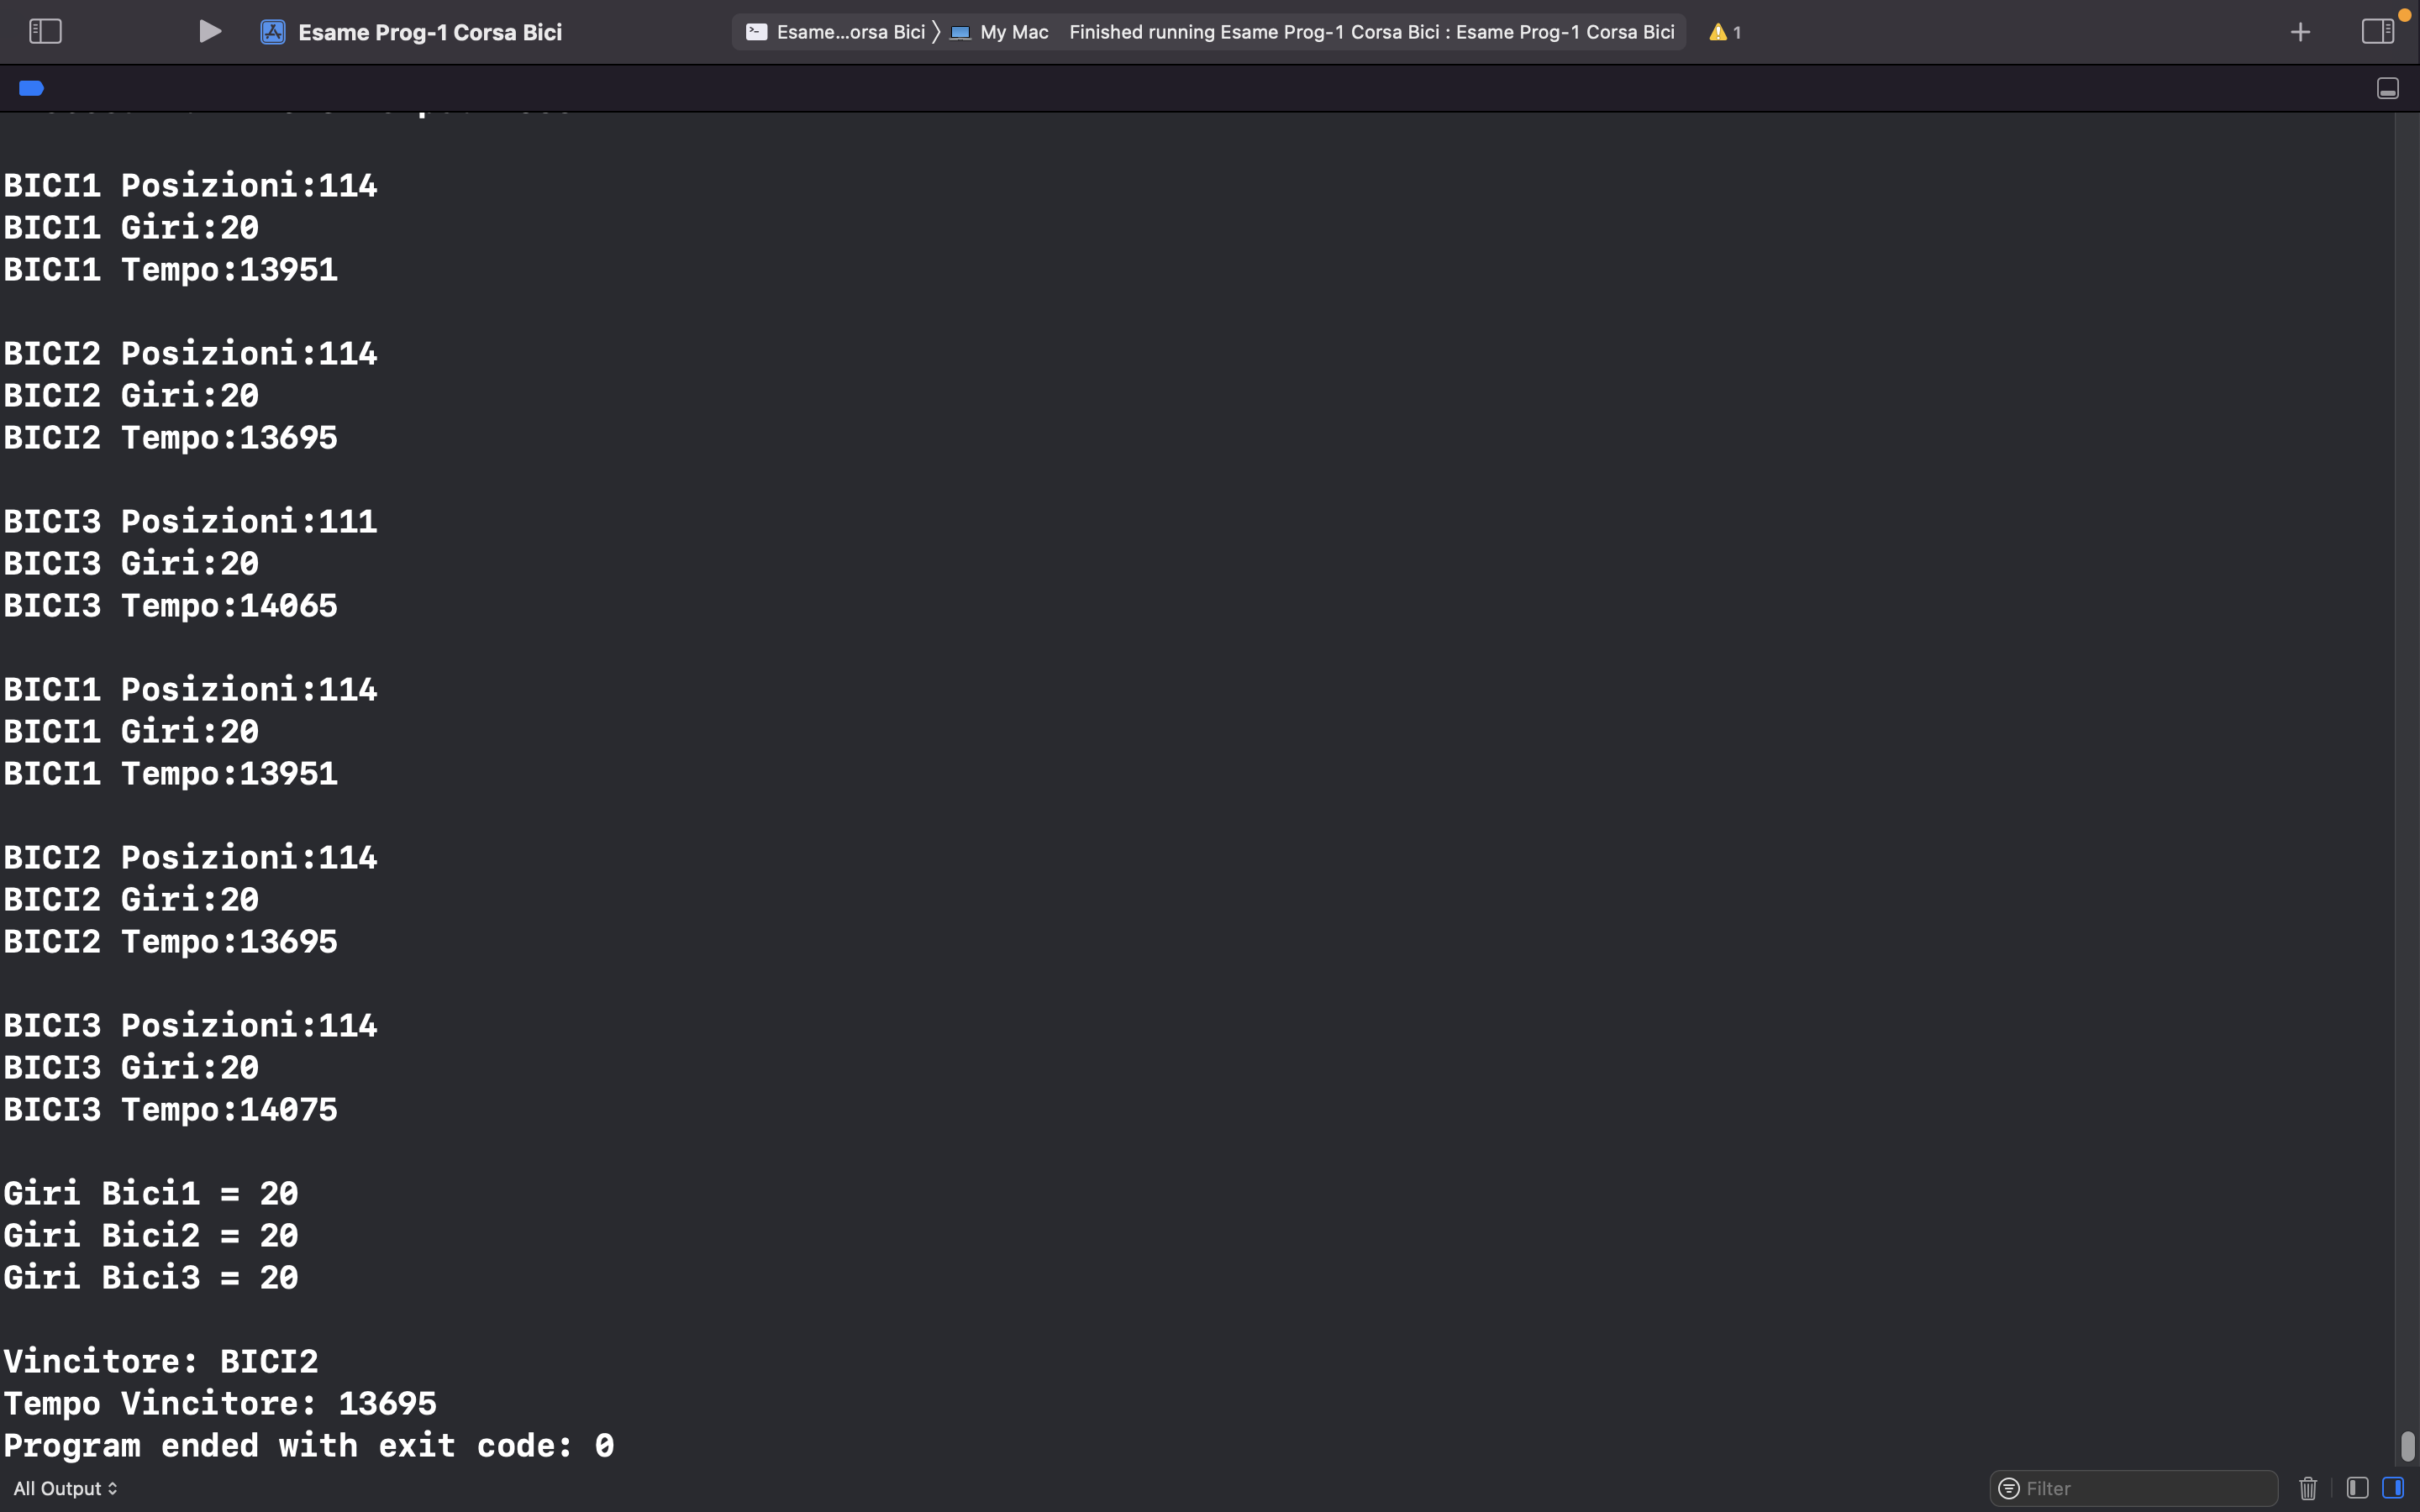 Esame Prog-1 Corsa Bici
Esame...orsa Bici 〉 My Mac Finished running Esame Prog-1 Corsa Bici : Esame Prog-1 Corsa Bici 1
BICI1 Posizioni:114
BICI1 Giri:20
BICI1 Tempo:13951
BICI2 Posizioni:114
BICI2 Giri:20
BICI2 Tempo:13695
BICI3 Posizioni:111
BICI3 Giri:20
BICI3 Tempo:14065
BICI1 Posizioni:114
BICI1 Giri:20
BICI1 Tempo:13951
BICI2 Posizioni:114
BICI2 Giri:20
BICI2 Tempo:13695
BICI3 Posizioni:114
BICI3 Giri:20
BICI3 Tempo:14075
Giri Bici1 = 20
Giri Bici2 = 20
Giri Bici3 = 20
Vincitore: BICI2
Tempo Vincitore: 13695
Program ended with exit code: 0
All Output
Filter